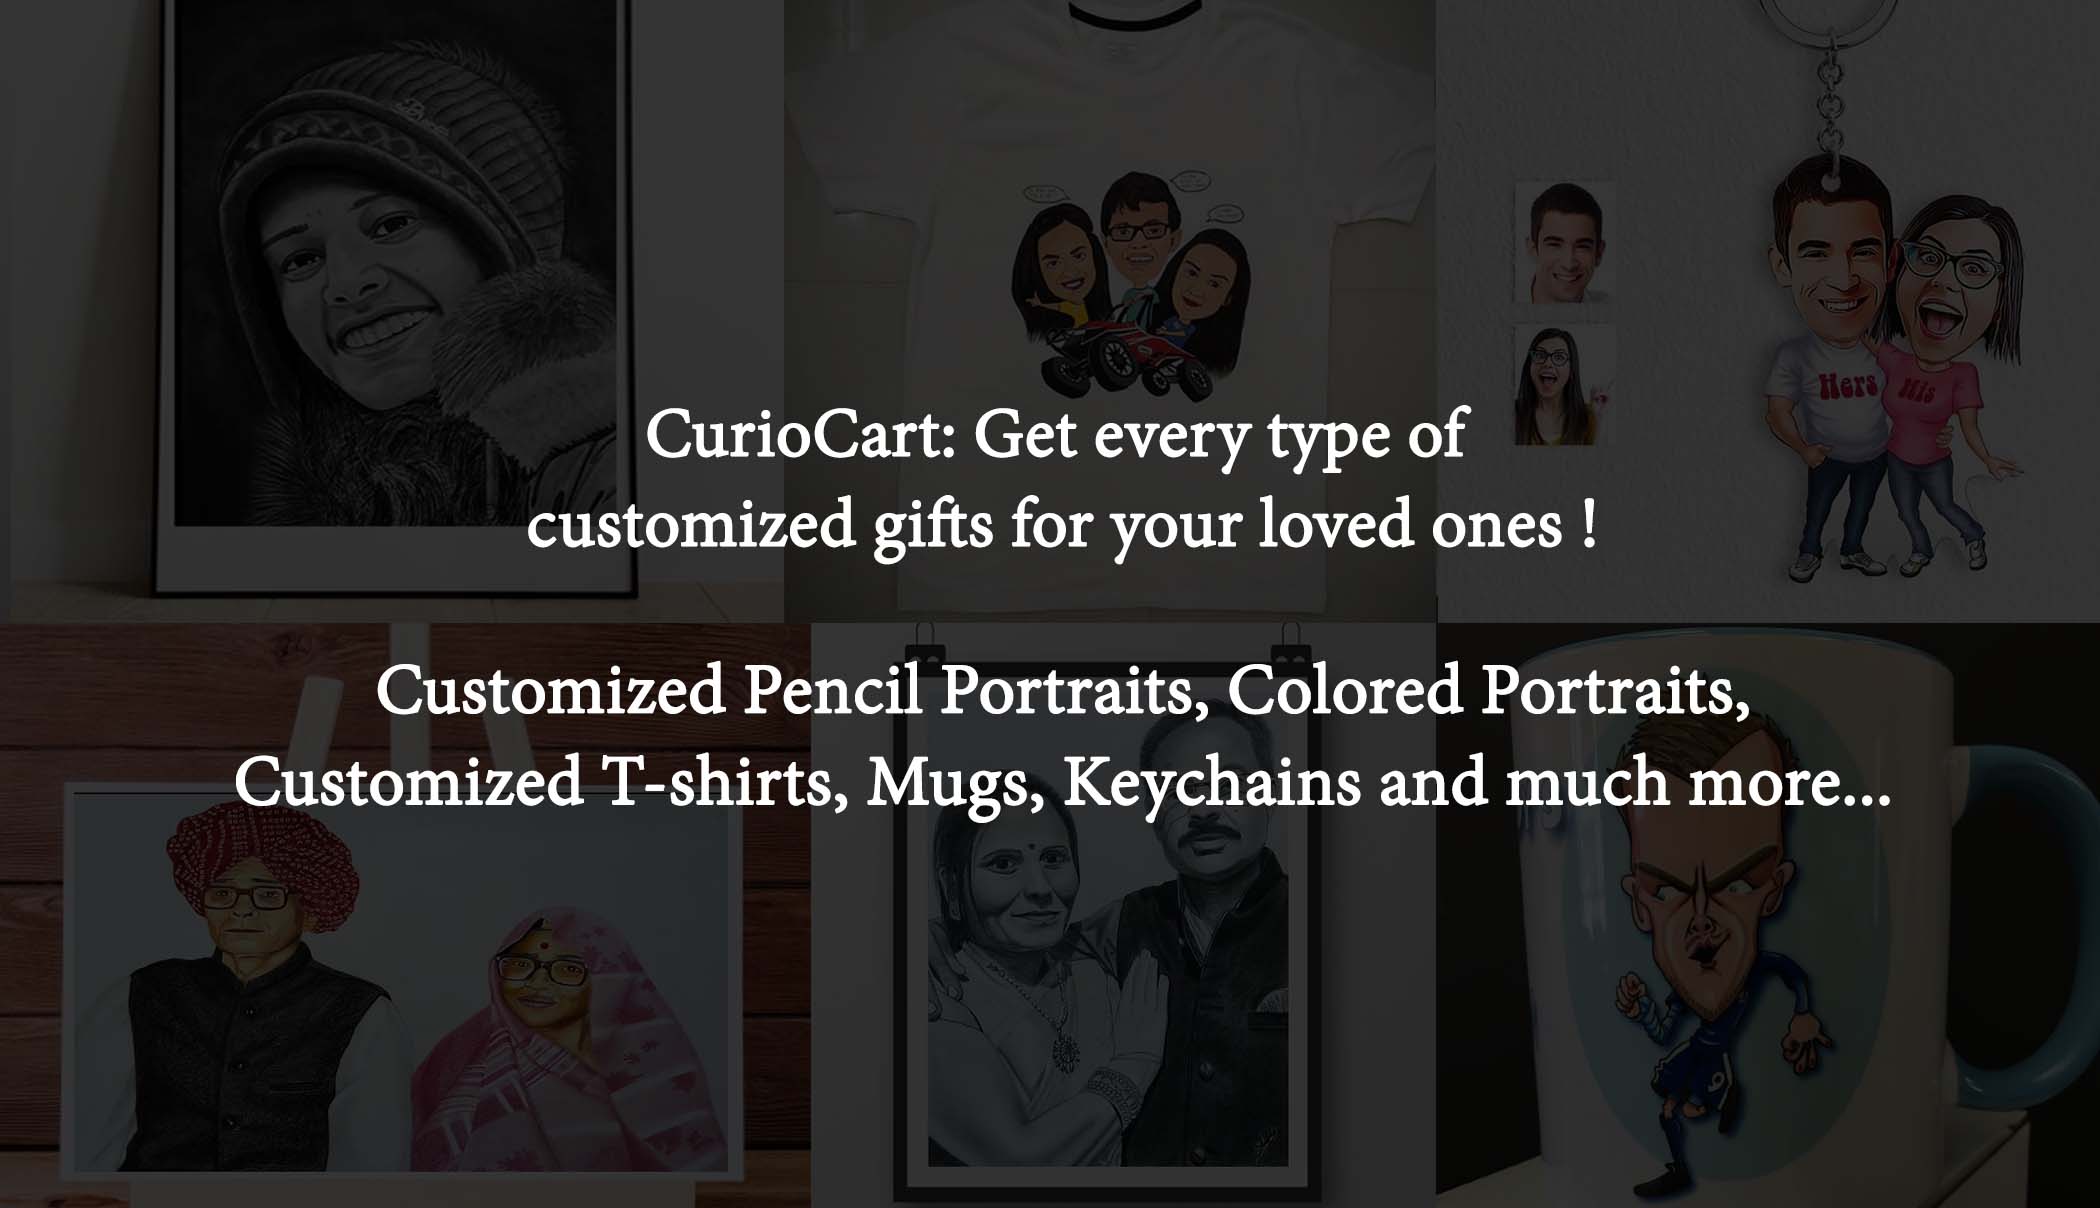 CurioCart: Get every type of
customized gifts for your loved ones !
Customized Pencil Portraits, Colored Portraits,
Customized T-shirts, Mugs, Keychains and much more...
Hers
His
9